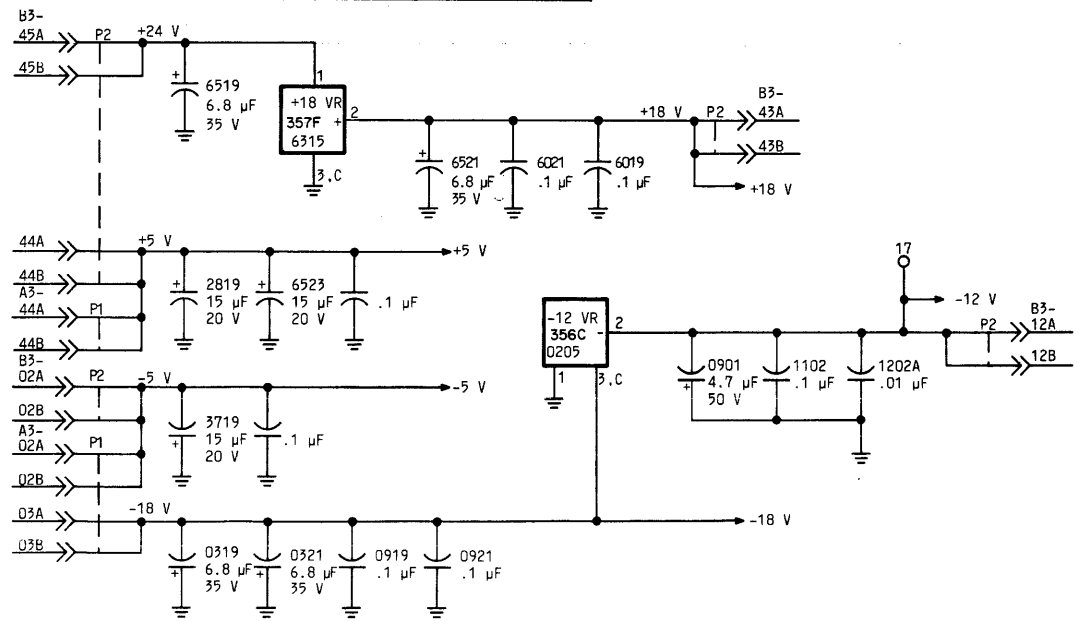 B3-
45A P2 +24 V
45B
+ 6519
6.8 µF
35 V
1
+18 VR
357F + 2
6315
3.C
+18 V P2 B3-
43A
43B
+18 V
+ 6521
6.8 µF
35 V
6021
.1 µF
6019
.1 µF
44A +5 V
44B
A3-
44A P1
44B
+ 2819
15 µF
20 V
+ 6523
15 µF
20 V
.1 µF
+5 V
B3-
02A P2 -5 V
02B
A3-
02A P1
02B
3719
15 µF
+ 20 V
.1 µF
-5 V
03A -18 V
03B
0319
6.8 µF
+ 35 V
0321
6.8 µF
+ 35 V
0919
.1 µF
0921
.1 µF
-18 V
-12 VR
356C - 2
0205
1 3.C
17
-12 V
P2 B3-
12A
12B
0901
4.7 µF
+ 50 V
1102
.1 µF
1202A
.01 µF